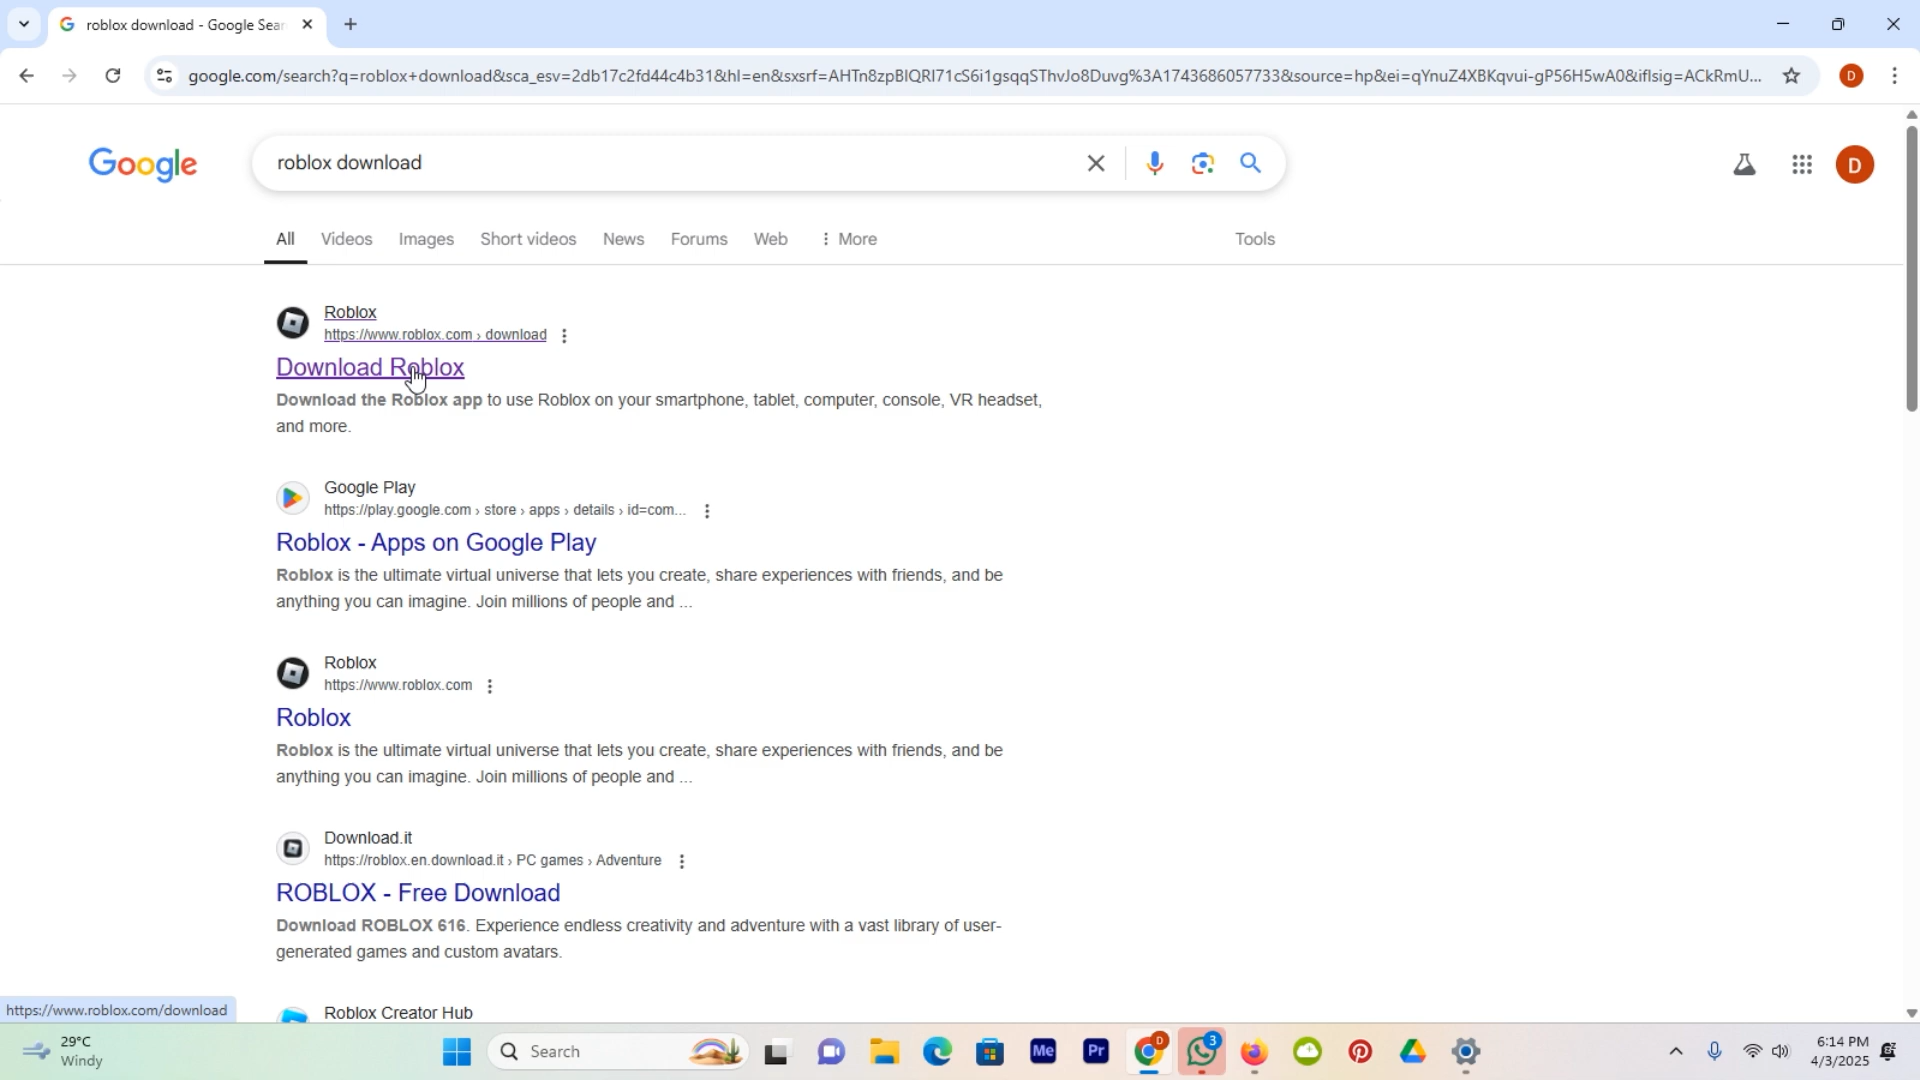 roblox download - Google Sear
google.com/search?q=roblox+download&sca_esv=2db17c2fd44c4b31&hl=en&sxsrf=AHTn8zpBlQRI71cS6i1gsqqSThvJo8Duvg%3A1743686057733&source=hp&ei=qYnuZ4XBKqvui-gP56H5wA0&iflsig=ACkRmU...
D
Google
roblox download
D
All
Videos
Images
Short videos
News
Forums
Web
More
Tools
Roblox
https://www.roblox.com › download
Download Roblox
Download the Roblox app to use Roblox on your smartphone, tablet, computer, console, VR headset,
and more.
Google Play
https://play.google.com › store › apps › details › id=com...
Roblox - Apps on Google Play
Roblox is the ultimate virtual universe that lets you create, share experiences with friends, and be
anything you can imagine. Join millions of people and ...
Roblox
https://www.roblox.com
Roblox
Roblox is the ultimate virtual universe that lets you create, share experiences with friends, and be
anything you can imagine. Join millions of people and ...
Download.it
https://roblox.en.download.it › PC games › Adventure
ROBLOX - Free Download
Download ROBLOX 616. Experience endless creativity and adventure with a vast library of user-
generated games and custom avatars.
Roblox Creator Hub
https://www.roblox.com/download
29°C
Windy
Search
Me
Pr
D
3
6:14 PM
4/3/2025